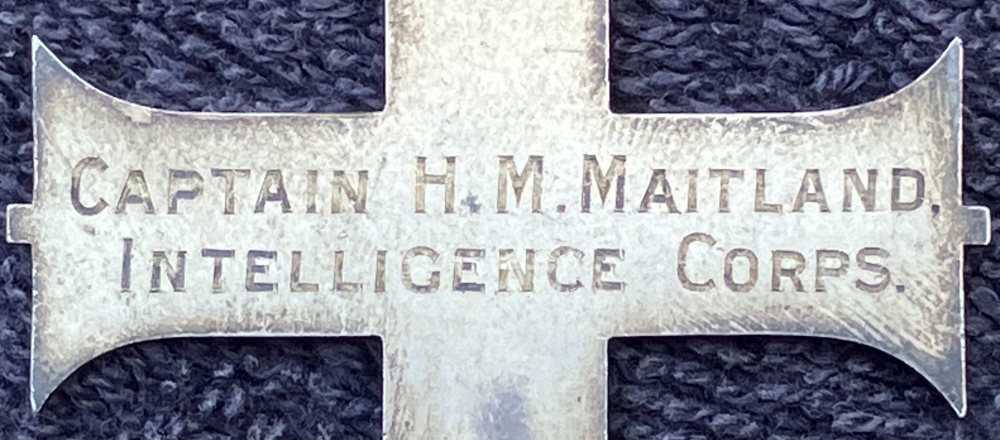 CAPTAIN H.M.MAITLAND,
INTELLIGENCE CORPS.